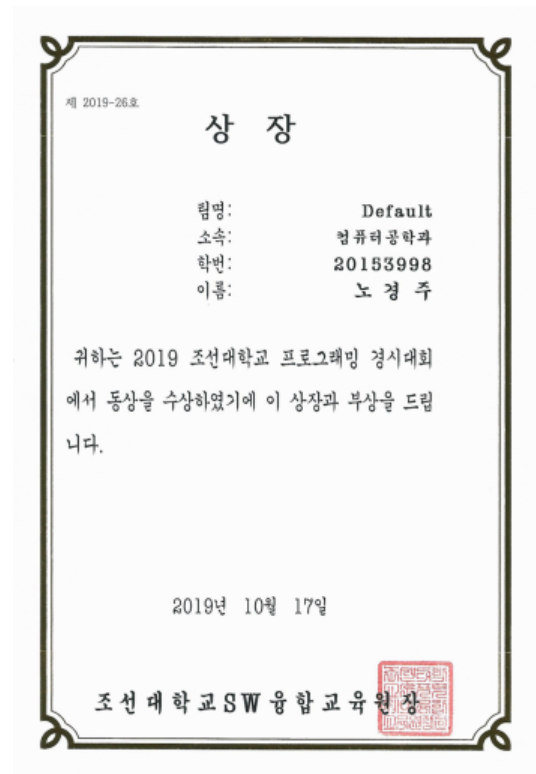 제 2019-26호
상 장
팀명: Default
소속: 컴퓨터공학과
학번: 20153998
이름: 노 경 주
귀하는 2019 조선대학교 프로그래밍 경시대회
에서 동상을 수상하였기에 이 상장과 부상을 드립
니다.
2019년 10월 17일
조선대학교SW융합교육원장